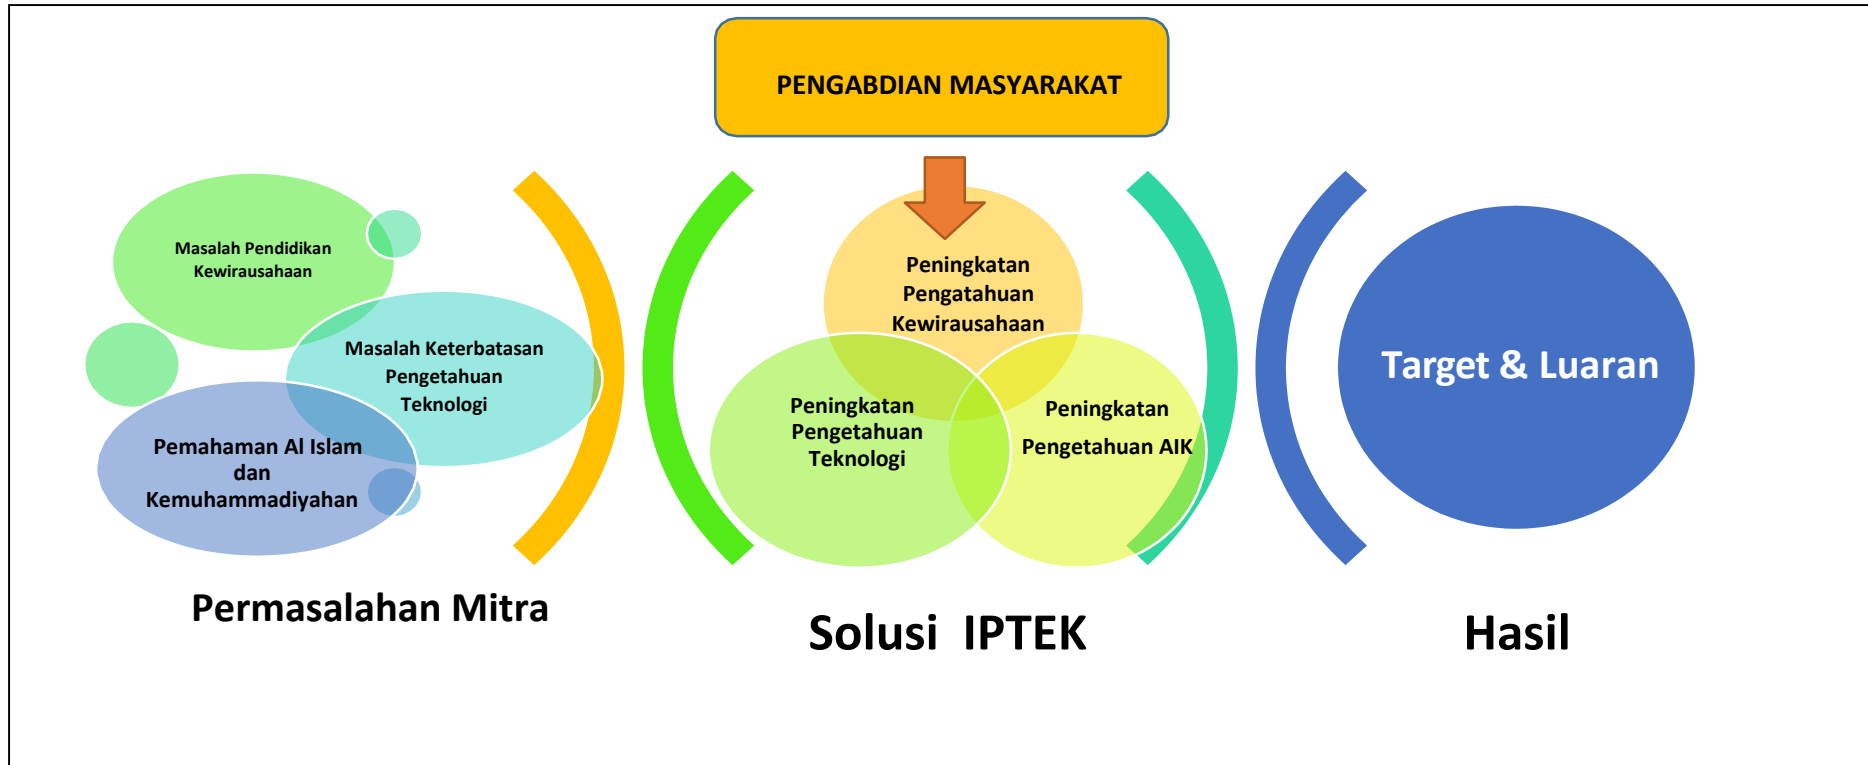 PENGABDIAN MASYARAKAT
Masalah Pendidikan
Kewirausahaan
Masalah Keterbatasan
Pengetahuan
Teknologi
Pemahaman Al Islam
dan
Kemuhammadiyahan
Permasalahan Mitra
Peningkatan
Pengatahuan
Kewirausahaan
Peningkatan
Pengetahuan
Teknologi
Peningkatan
Pengetahuan AIK
Solusi IPTEK
Target & Luaran
Hasil